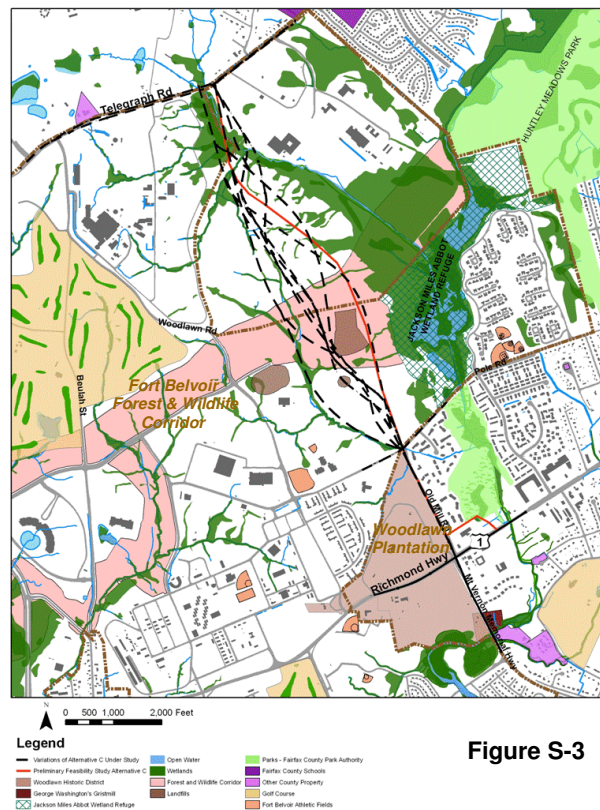 Telegraph Rd
HUNTLEY MEADOWS PARK
JACKSON MILES ABBOT
WETLAND REFUGE
Woodlawn Rd
Pole Rd
Beulah St
Fort Belvoir
Forest & Wildlife
Corridor
Old Mill Rd
Woodlawn
Plantation
1
Richmond Hwy
Mt Vernon Memorial Hwy
N
0 500 1,000 2,000 Feet
Legend
Variations of Alternative C Under Study
Preliminary Feasibility Study Alternative C
Woodlawn Historic District
George Washington's Gristmill
Jackson Miles Abbot Wetland Refuge
Open Water
Wetlands
Forest and Wildlife Corridor
Landfills
Parks - Fairfax County Park Authority
Fairfax County Schools
Other County Property
Golf Course
Fort Belvoir Athletic Fields
Figure S-3